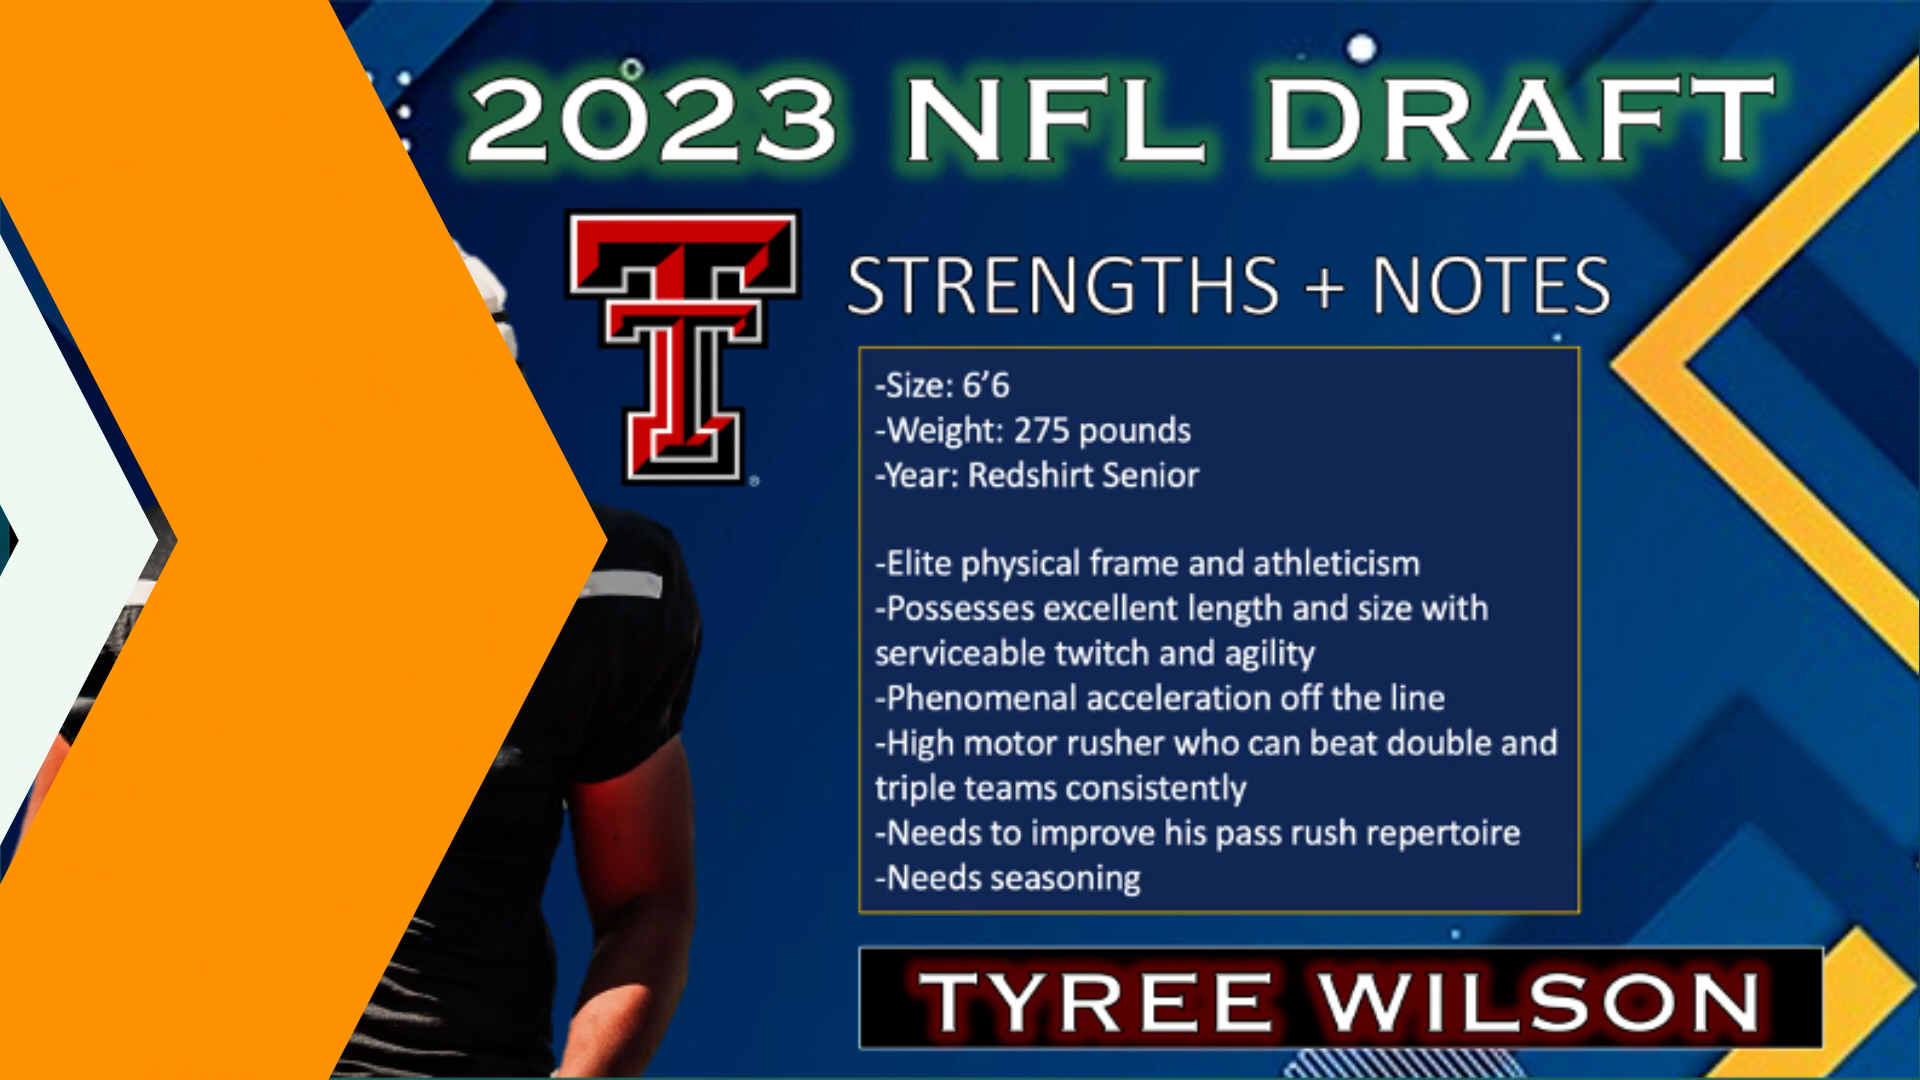 2023 NFL DRAFT
STRENGTHS + NOTES
-Size: 6’6
-Weight: 275 pounds
-Year: Redshirt Senior
-Elite physical frame and athleticism
-Possesses excellent length and size with
serviceable twitch and agility
-Phenomenal acceleration off the line
-High motor rusher who can beat double and
triple teams consistently
-Needs to improve his pass rush repertoire
-Needs seasoning
TYREE WILSON